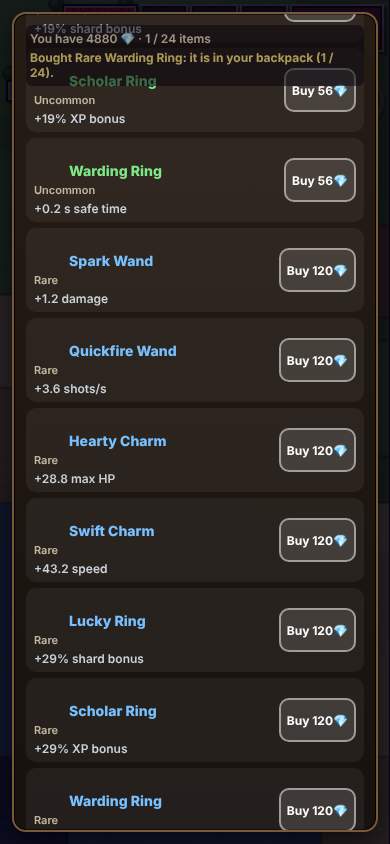 +19% shard bonus
You have 4880 💎 · 1 / 24 items
Bought Rare Warding Ring: it is in your backpack (1 /
24).
Scholar Ring
Buy 56💎
Uncommon
+19% XP bonus
Warding Ring
Buy 56💎
Uncommon
+0.2 s safe time
Spark Wand
Buy 120💎
Rare
+1.2 damage
Quickfire Wand
Buy 120💎
Rare
+3.6 shots/s
Hearty Charm
Buy 120💎
Rare
+28.8 max HP
Swift Charm
Buy 120💎
Rare
+43.2 speed
Lucky Ring
Buy 120💎
Rare
+29% shard bonus
Scholar Ring
Buy 120💎
Rare
+29% XP bonus
Warding Ring
Buy 120💎
Rare